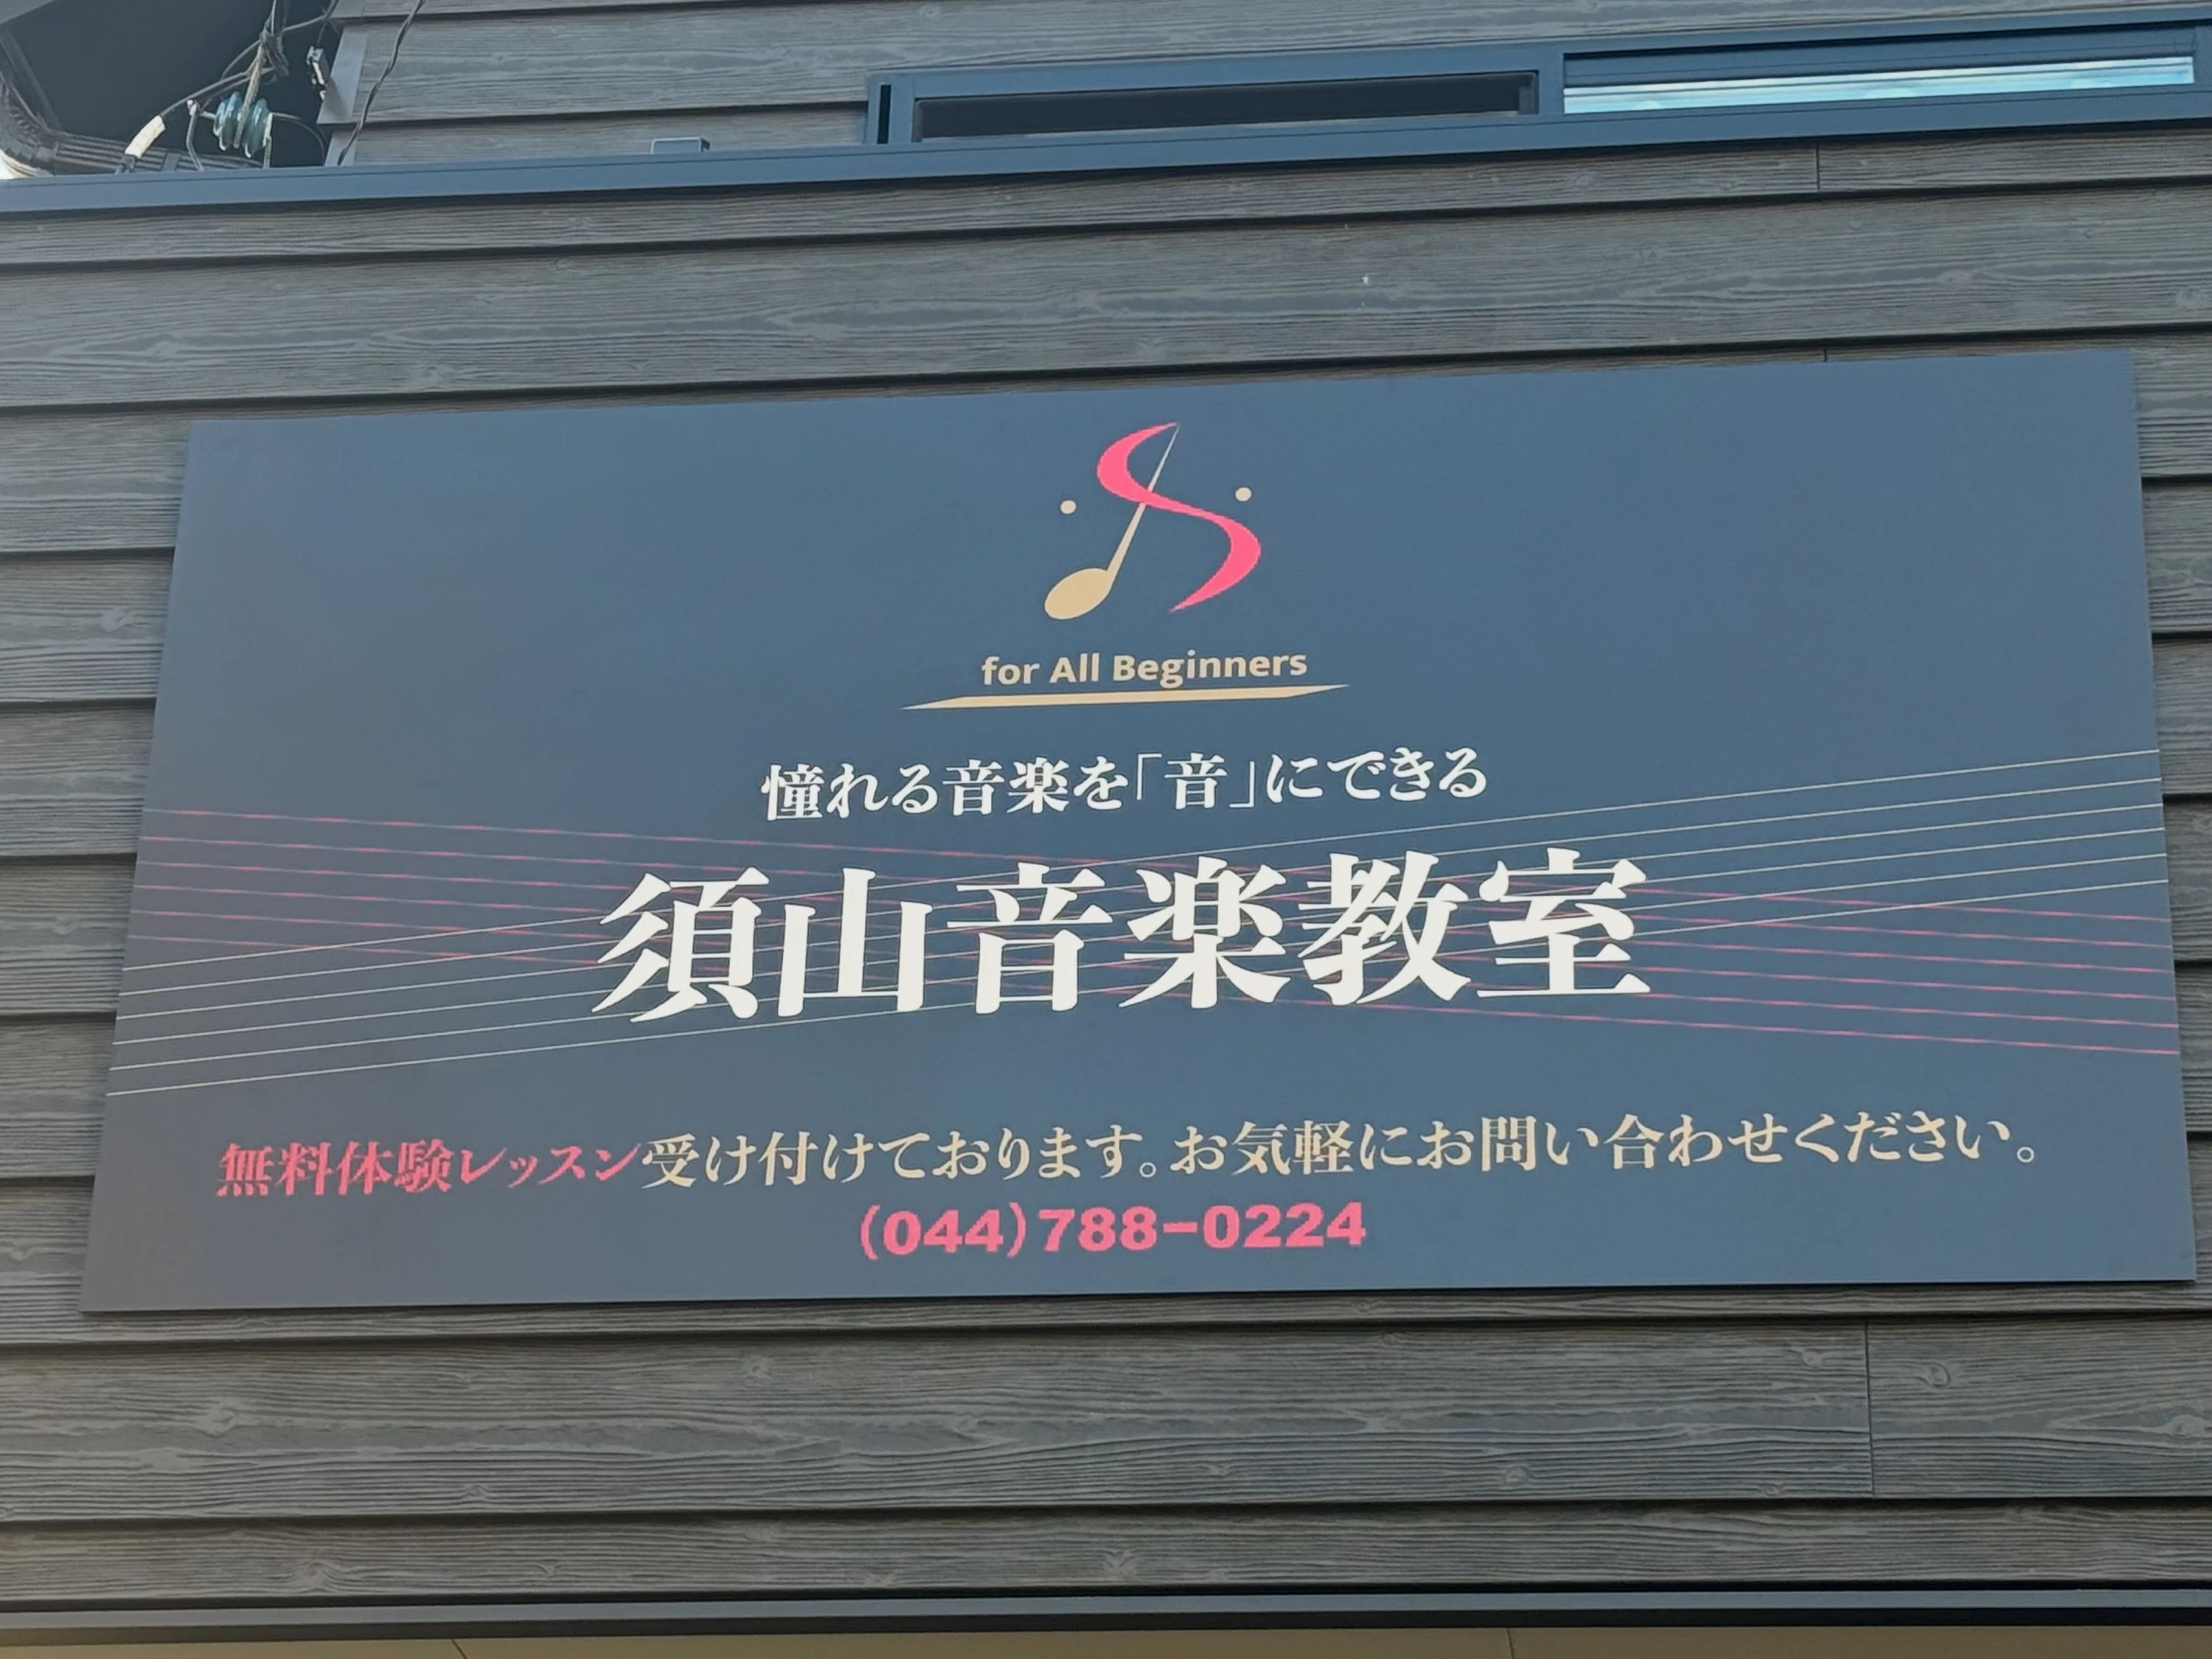 for All Beginners
憧れる音楽を「音」にできる
須山音楽教室
無料体験レッスン受け付けております。お気軽にお問い合わせください。
(044)788-0224